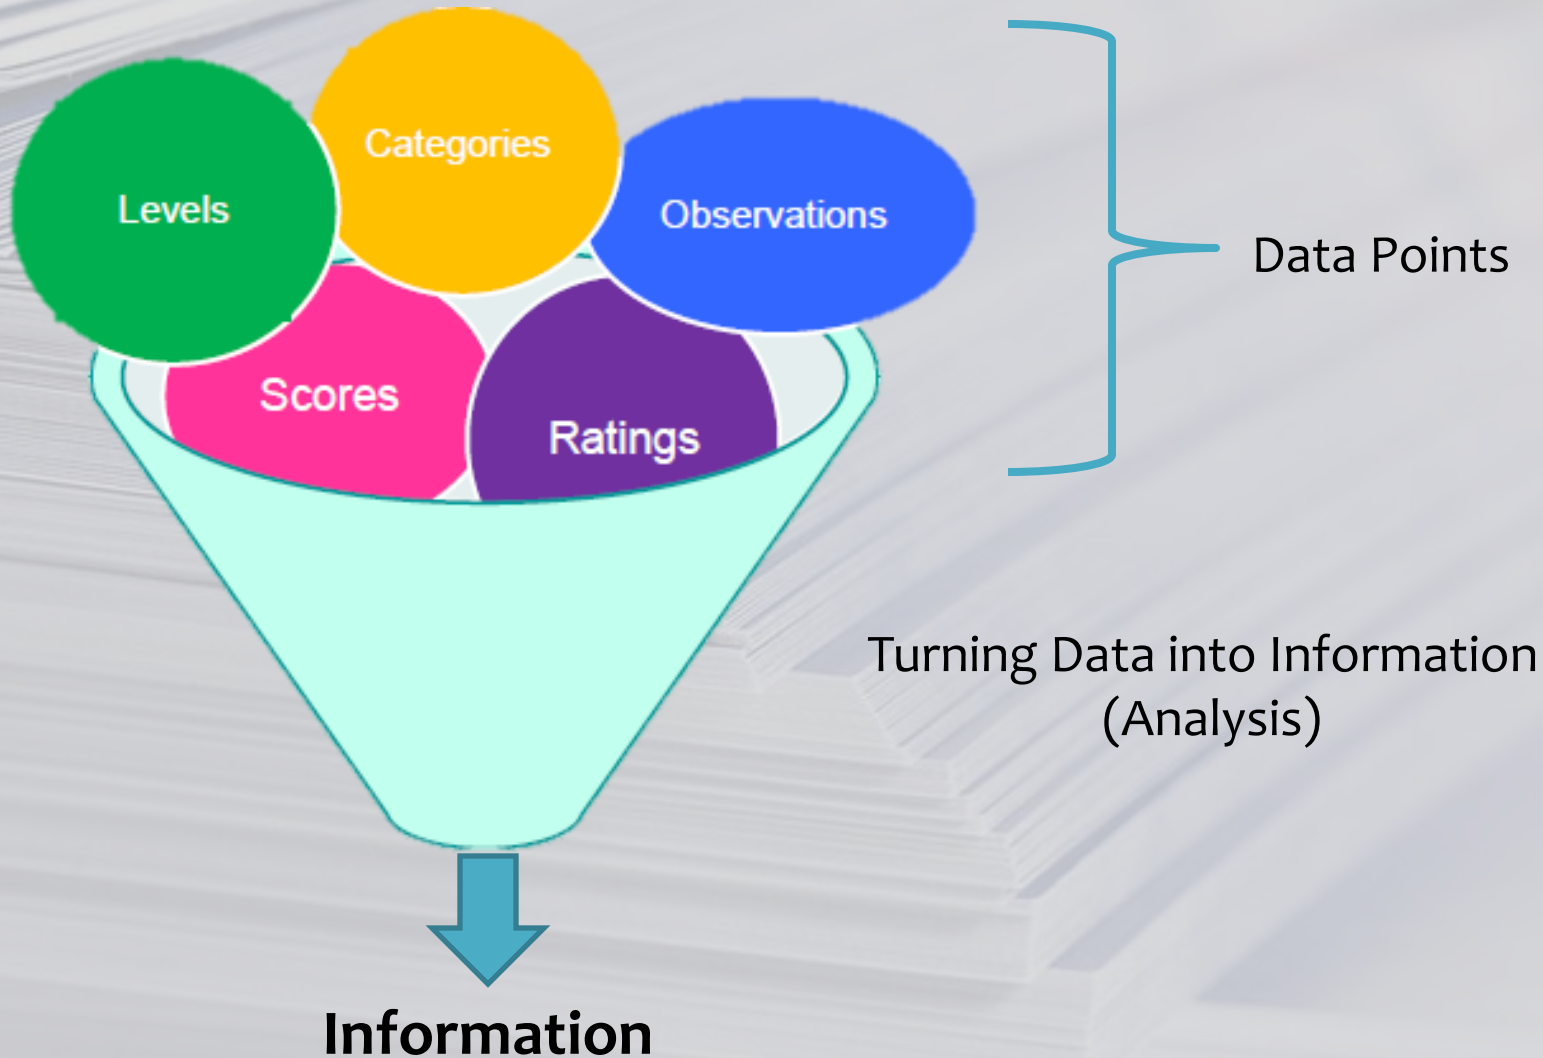 Categories
Levels
Observations
Data Points
Scores
Ratings
Turning Data into Information
(Analysis)
Information